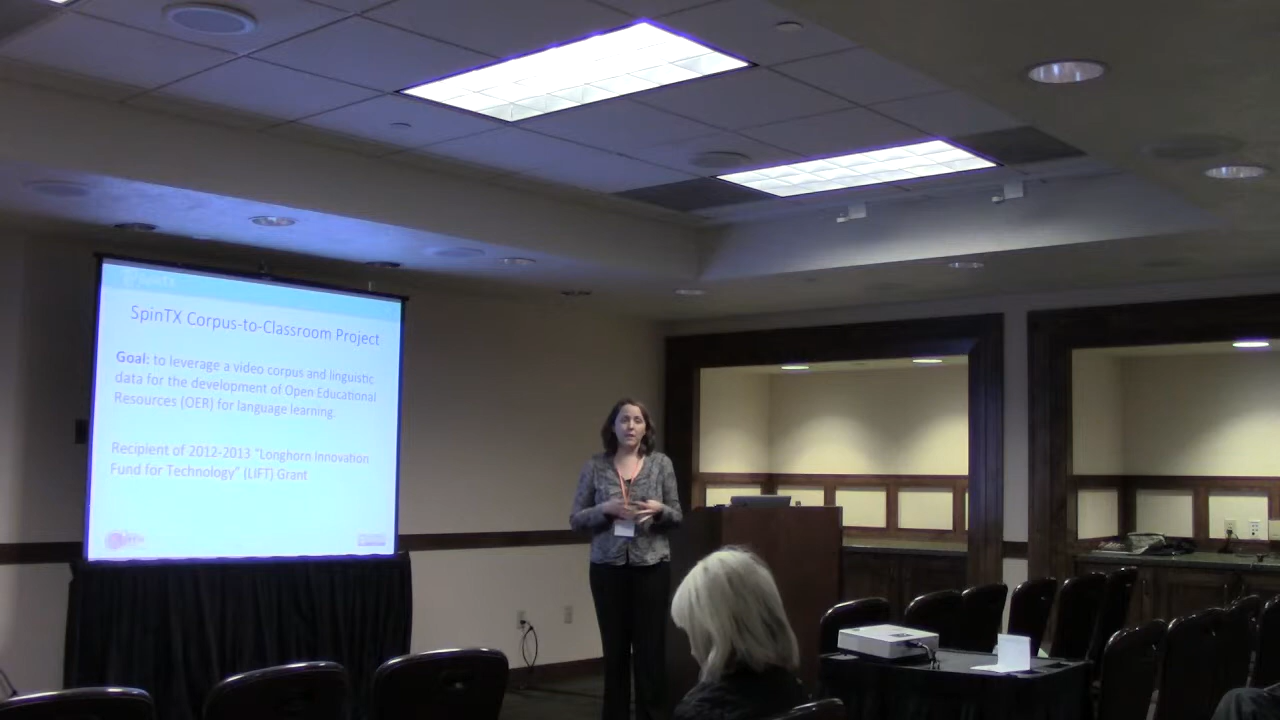 SpinTX
SpinTX Corpus-to-Classroom Project
Goal: to leverage a video corpus and linguistic
data for the development of Open Educational
Resources (OER) for language learning.
Recipient of 2012-2013 "Longhorn Innovation
Fund for Technology" (LIFT) Grant